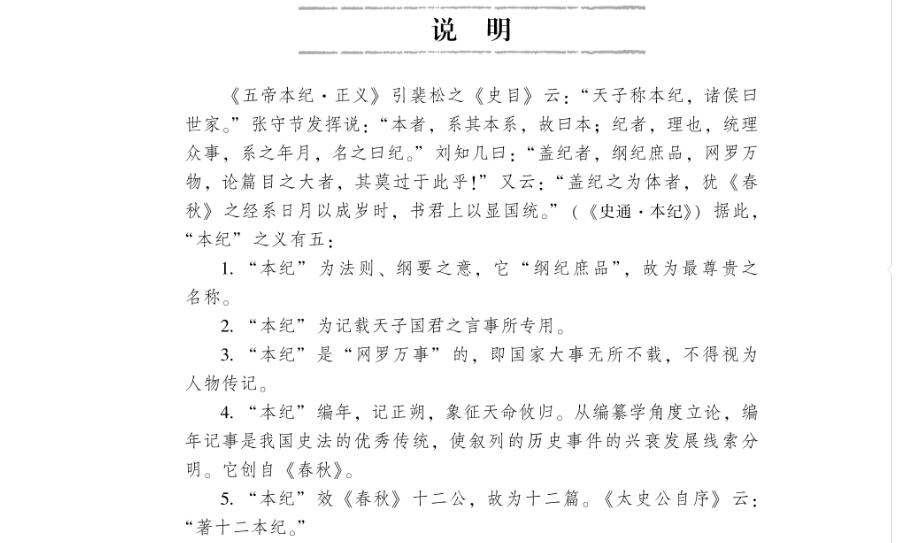 说 明
《五帝本纪·正义》引裴松之《史目》云：“天子称本纪，诸侯曰
世家。”张守节发挥说：“本者，系其本系，故曰本；纪者，理也，统理
众事，系之年月，名之曰纪。”刘知几曰：“盖纪者，纲纪庶品，网罗万
物，论篇目之大者，其莫过于此乎！”又云：“盖纪之为体者，犹《春
秋》之经系日月以成岁时，书君上以显国统。”（《史通·本纪》）据此，
“本纪”之义有五：
1. “本纪”为法则、纲要之意，它“纲纪庶品”，故为最尊贵之
名称。
2. “本纪”为记载天子国君之言事所专用。
3. “本纪”是“网罗万事”的，即国家大事无所不载，不得视为
人物传记。
4. “本纪”编年，记正朔，象征天命攸归。从编纂学角度立论，编
年记事是我国史法的优秀传统，使叙列的历史事件的兴衰发展线索分
明。它创自《春秋》。
5. “本纪”效《春秋》十二公，故为十二篇。《太史公自序》云：
“著十二本纪。”